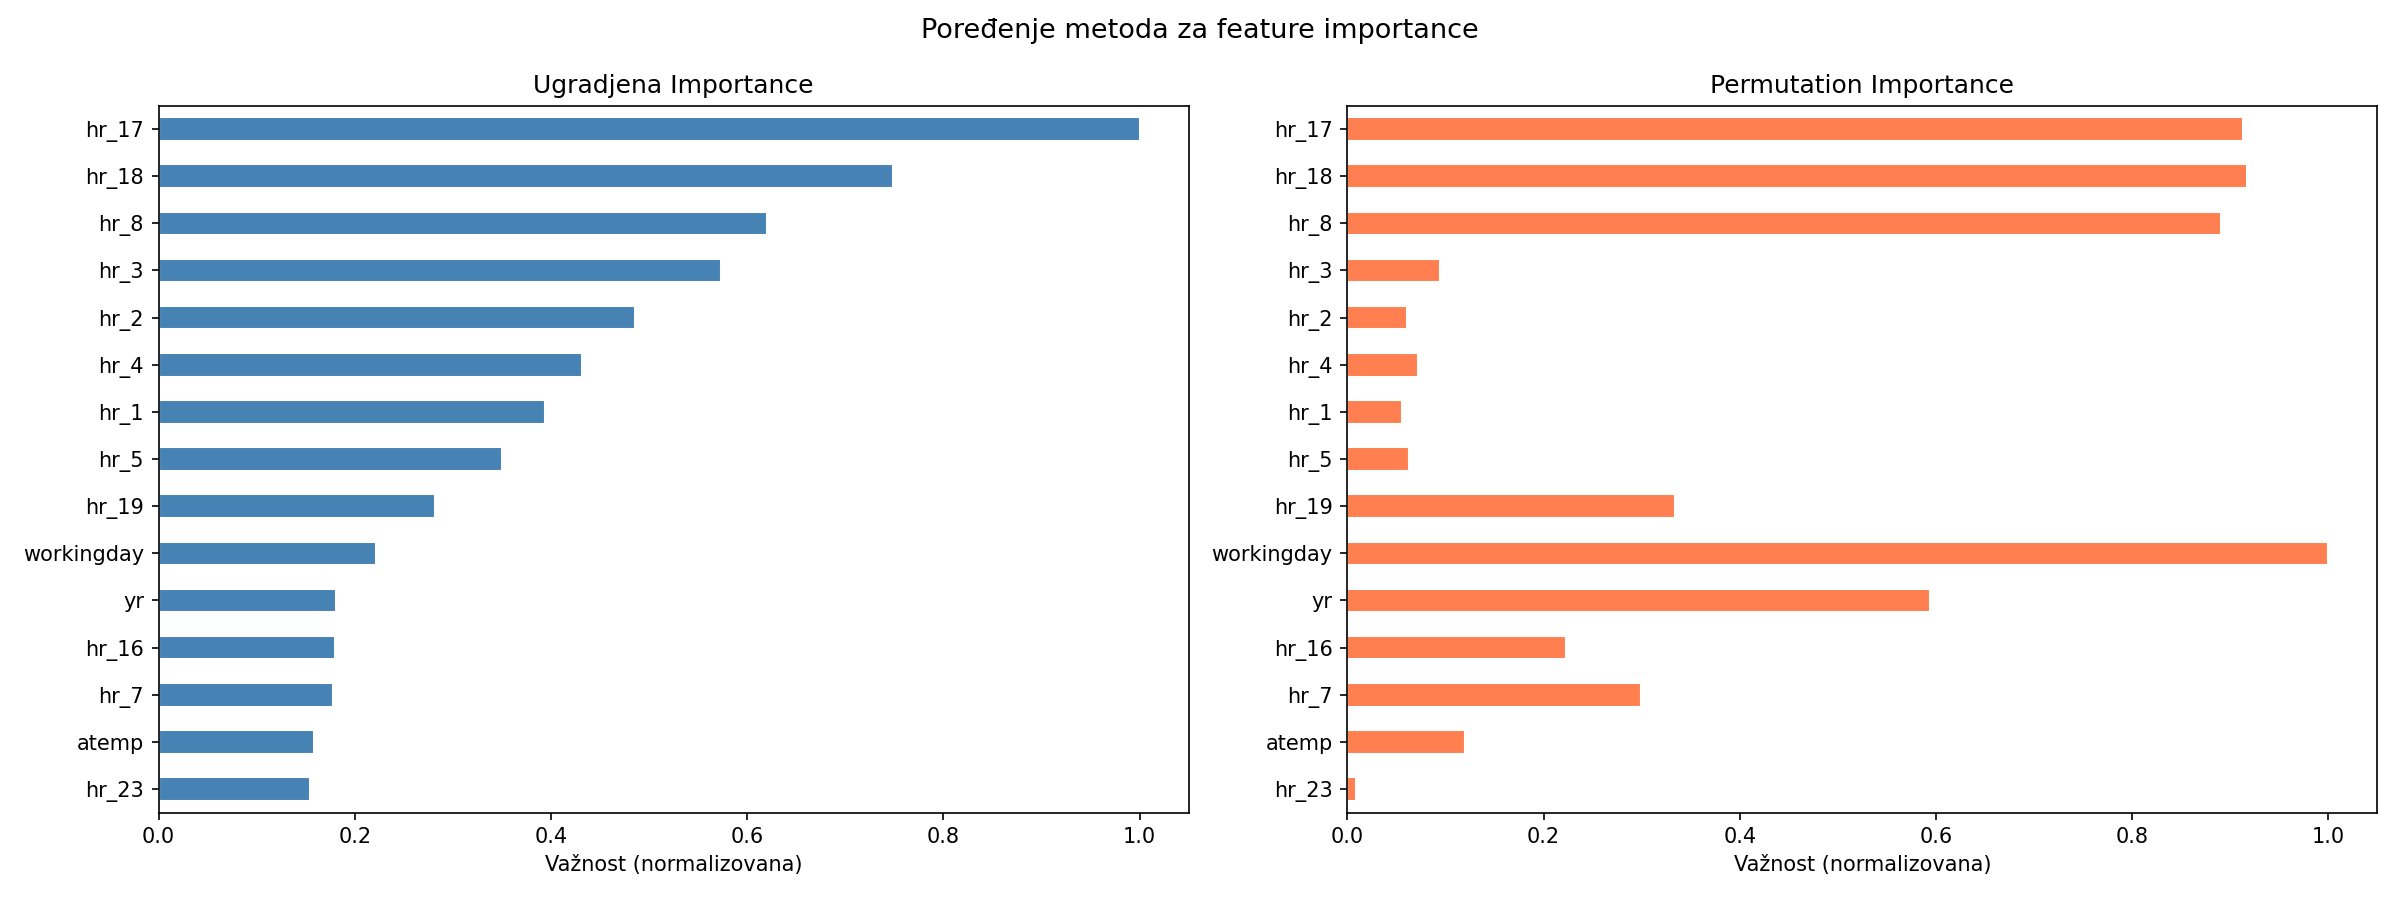 Poređenje metoda za feature importance
Ugradjena Importance
hr_17
hr_18
hr_8
hr_3
hr_2
hr_4
hr_1
hr_5
hr_19
workingday
yr
hr_16
hr_7
atemp
hr_23
0.0 0.2 0.4 0.6 0.8 1.0
Važnost (normalizovana)
Permutation Importance
hr_17
hr_18
hr_8
hr_3
hr_2
hr_4
hr_1
hr_5
hr_19
workingday
yr
hr_16
hr_7
atemp
hr_23
0.0 0.2 0.4 0.6 0.8 1.0
Važnost (normalizovana)